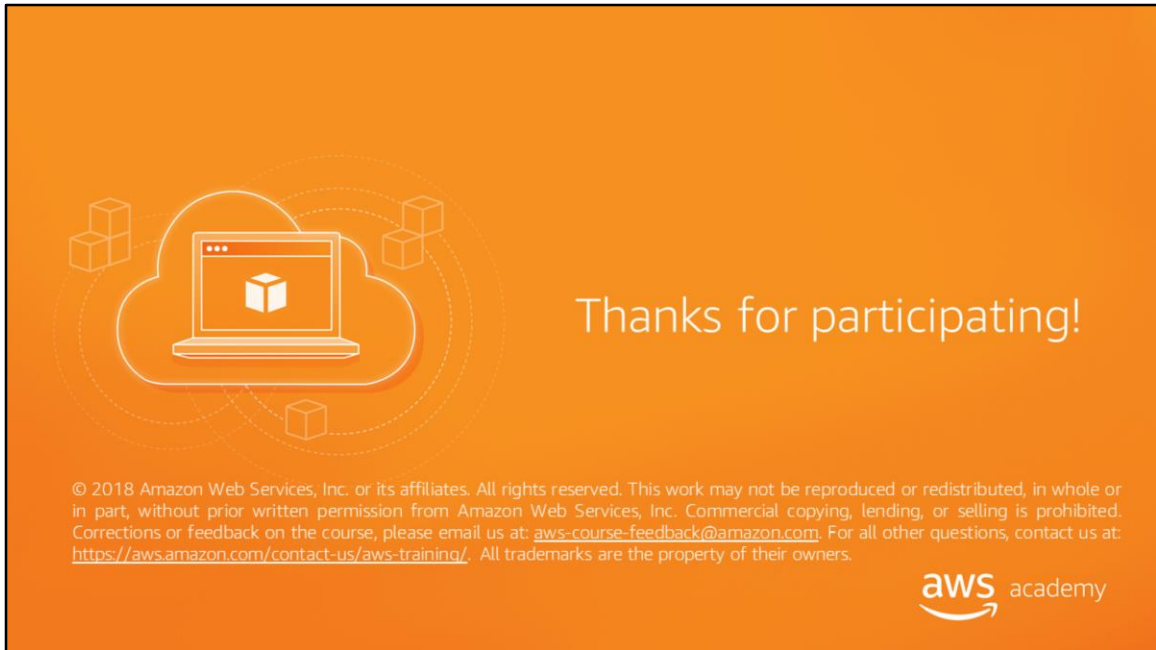 Thanks for participating!
© 2018 Amazon Web Services, Inc. or its affiliates. All rights reserved. This work may not be reproduced or redistributed, in whole or
in part, without prior written permission from Amazon Web Services, Inc. Commercial copying, lending, or selling is prohibited.
Corrections or feedback on the course, please email us at: aws-course-feedback@amazon.com. For all other questions, contact us at:
https://aws.amazon.com/contact-us/aws-training/. All trademarks are the property of their owners.
aws academy